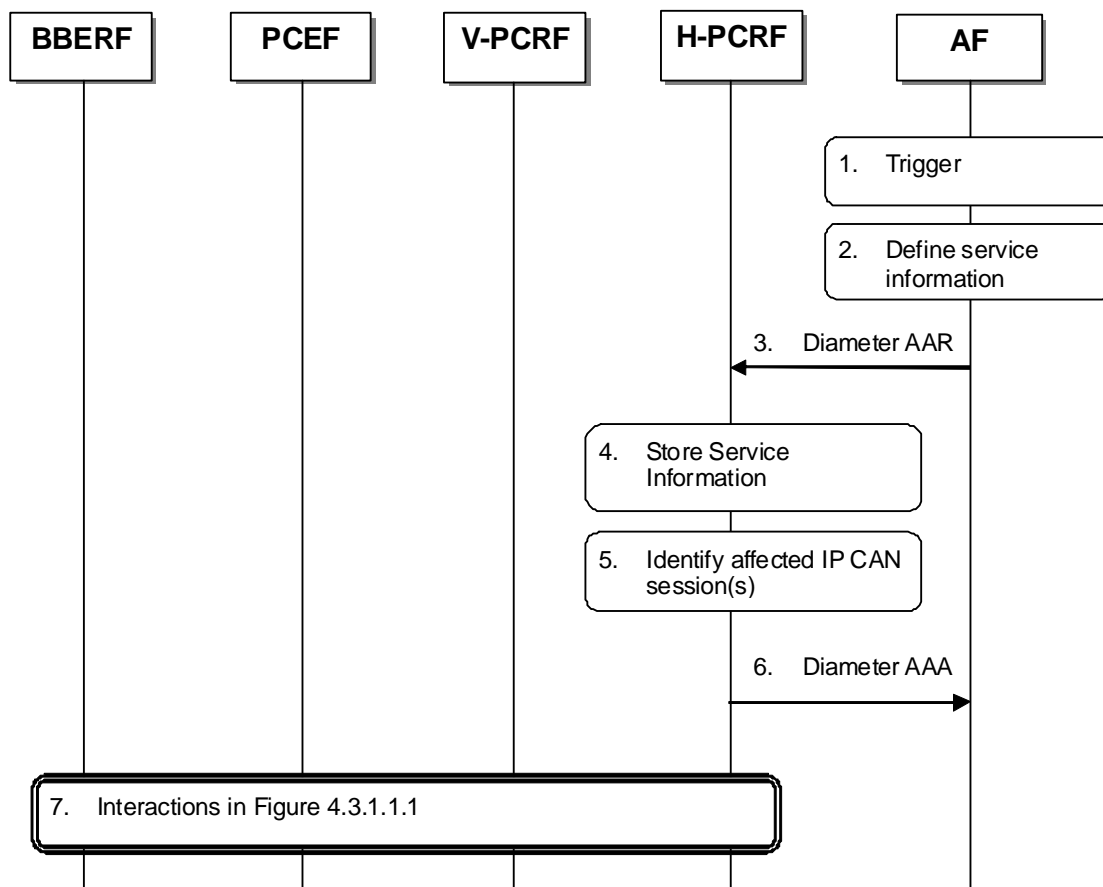 BBERF PCEF V-PCRF H-PCRF AF
1. Trigger
2. Define service
information
3. Diameter AAR
4. Store Service
Information
5. Identify affected IP CAN
session(s)
6. Diameter AAA
7. Interactions in Figure 4.3.1.1.1